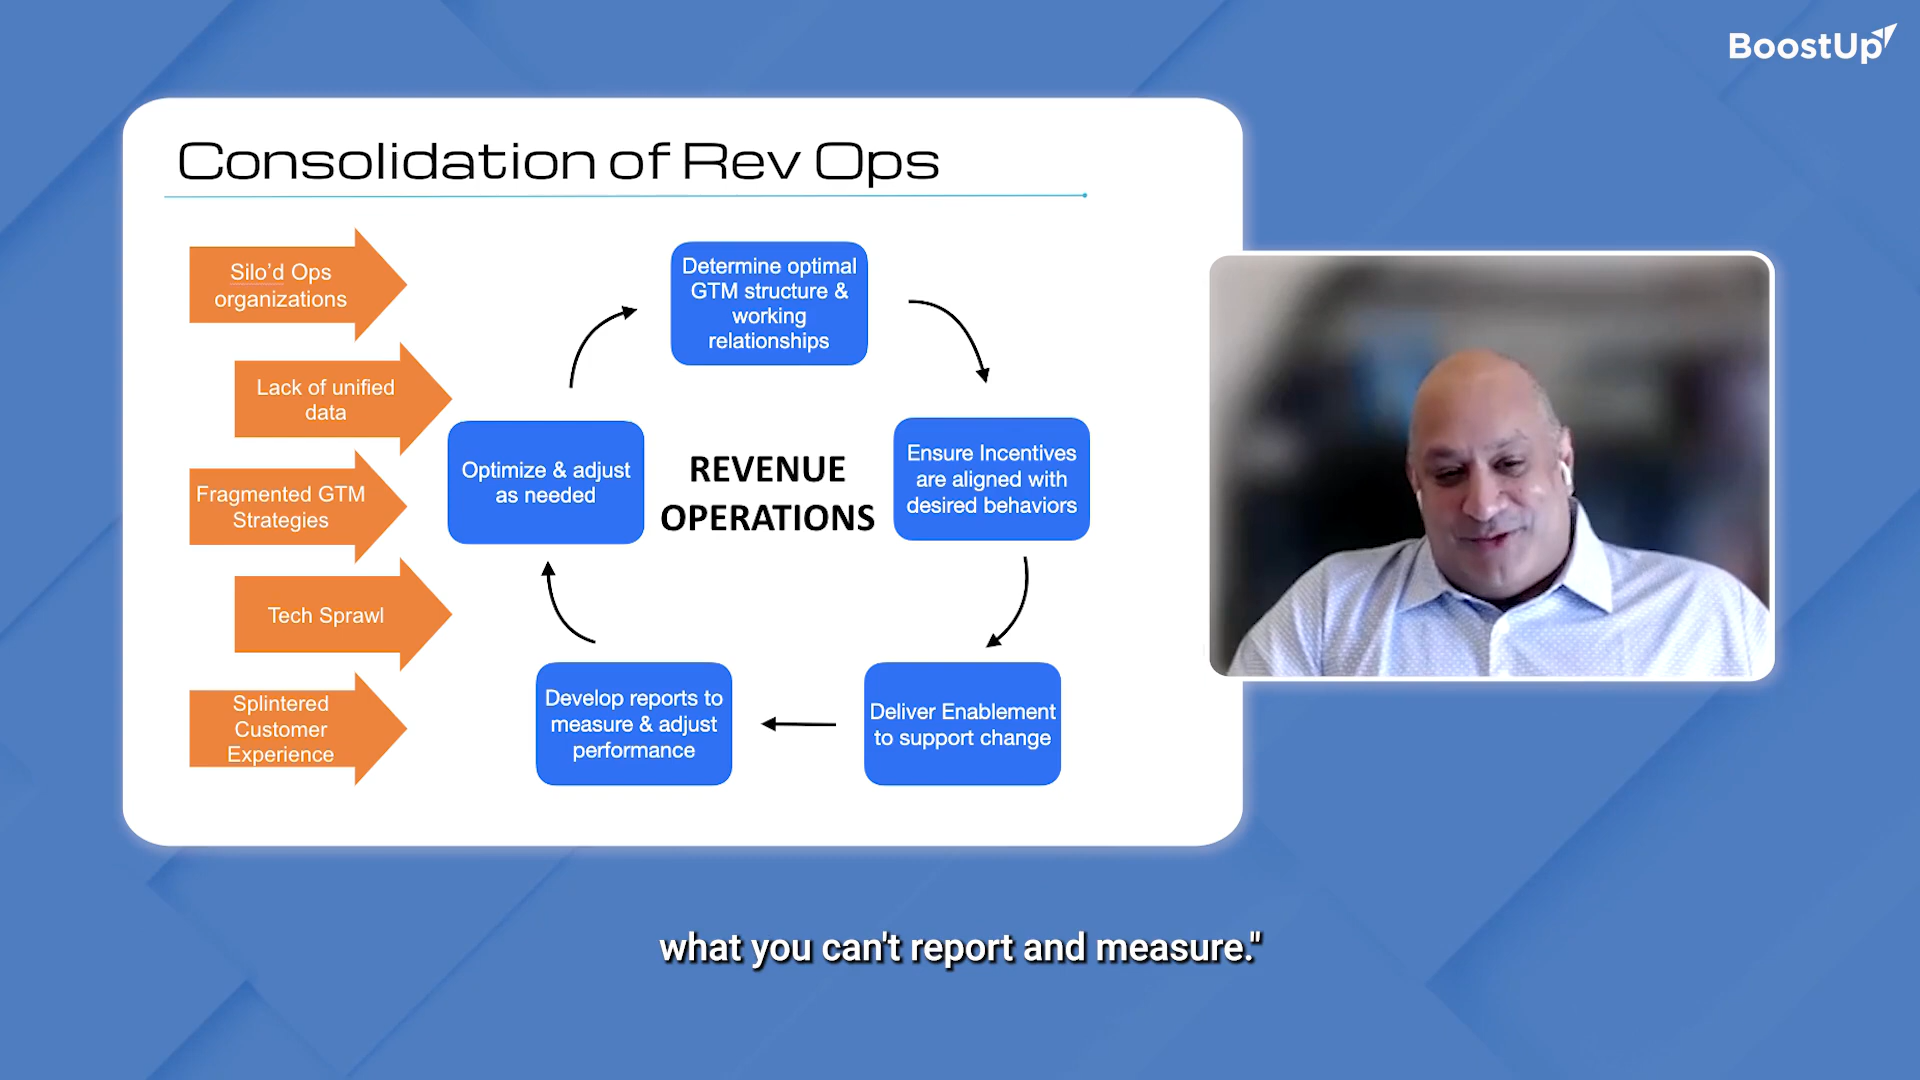 BoostUp
Consolidation of Rev Ops
Silo'd Ops
organizations
Lack of unified
data
Fragmented GTM
Strategies
Tech Sprawl
Splintered
Customer
Experience
Determine optimal
GTM structure &
working
relationships
Ensure Incentives
are aligned with
desired behaviors
Deliver Enablement
to support change
Develop reports to
measure & adjust
performance
Optimize & adjust
as needed
REVENUE
OPERATIONS
what you can't report and measure."